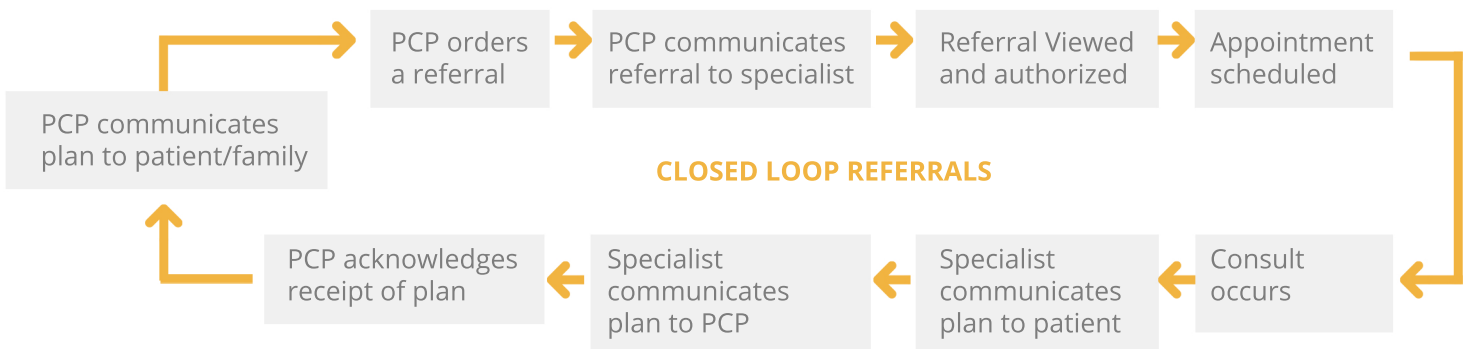 PCP orders
a referral
PCP communicates
referral to specialist
Referral Viewed
and authorized
Appointment
scheduled
PCP communicates
plan to patient/family
CLOSED LOOP REFERRALS
PCP acknowledges
receipt of plan
Specialist
communicates
plan to PCP
Specialist
communicates
plan to patient
Consult
occurs